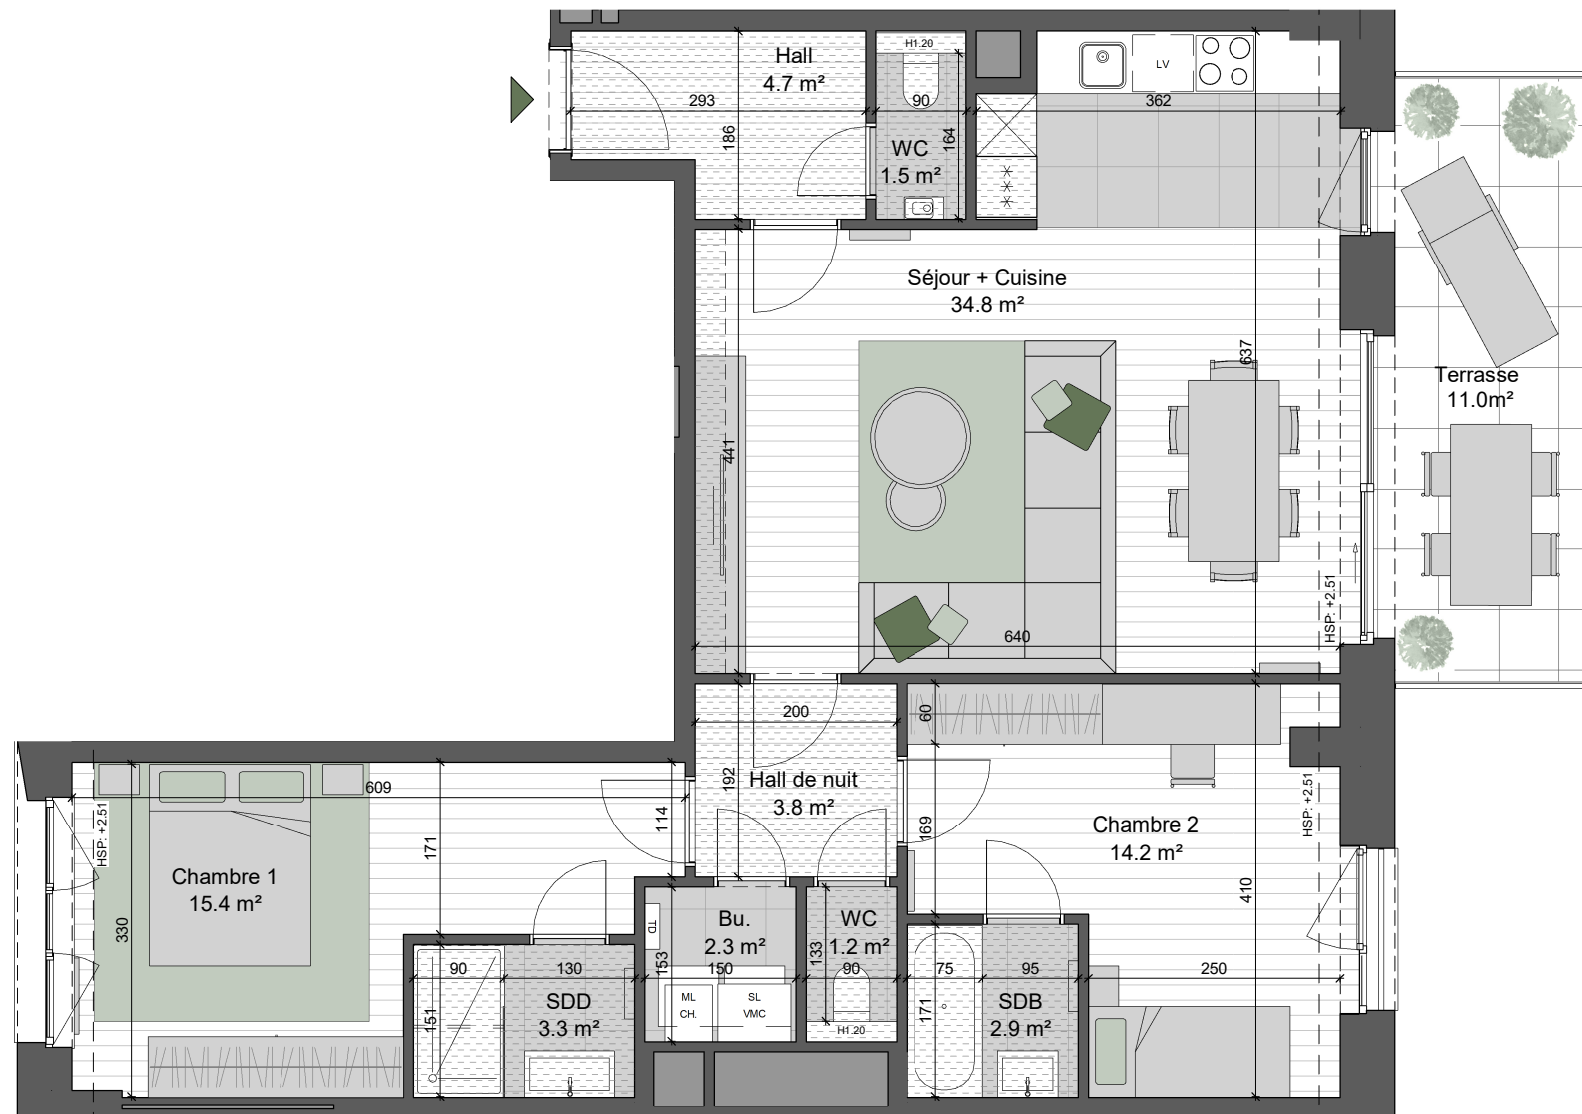 Hall
4.7 m²
293
186
H1.20
90
164
WC
1.5 m²
LV
362
Séjour + Cuisine
34.8 m²
637
441
640
HSP: +2.51
Terrasse
11.0m²
200
192
Hall de nuit
3.8 m²
60
169
Chambre 2
14.2 m²
HSP: +2.51
410
250
609
HSP: +2.51
171
114
Chambre 1
15.4 m²
330
90
130
151
SDD
3.3 m²
TD
Bu.
2.3 m²
153
150
ML
CH.
SL
VMC
WC
1.2 m²
133
90
H1.20
75
95
171
SDB
2.9 m²